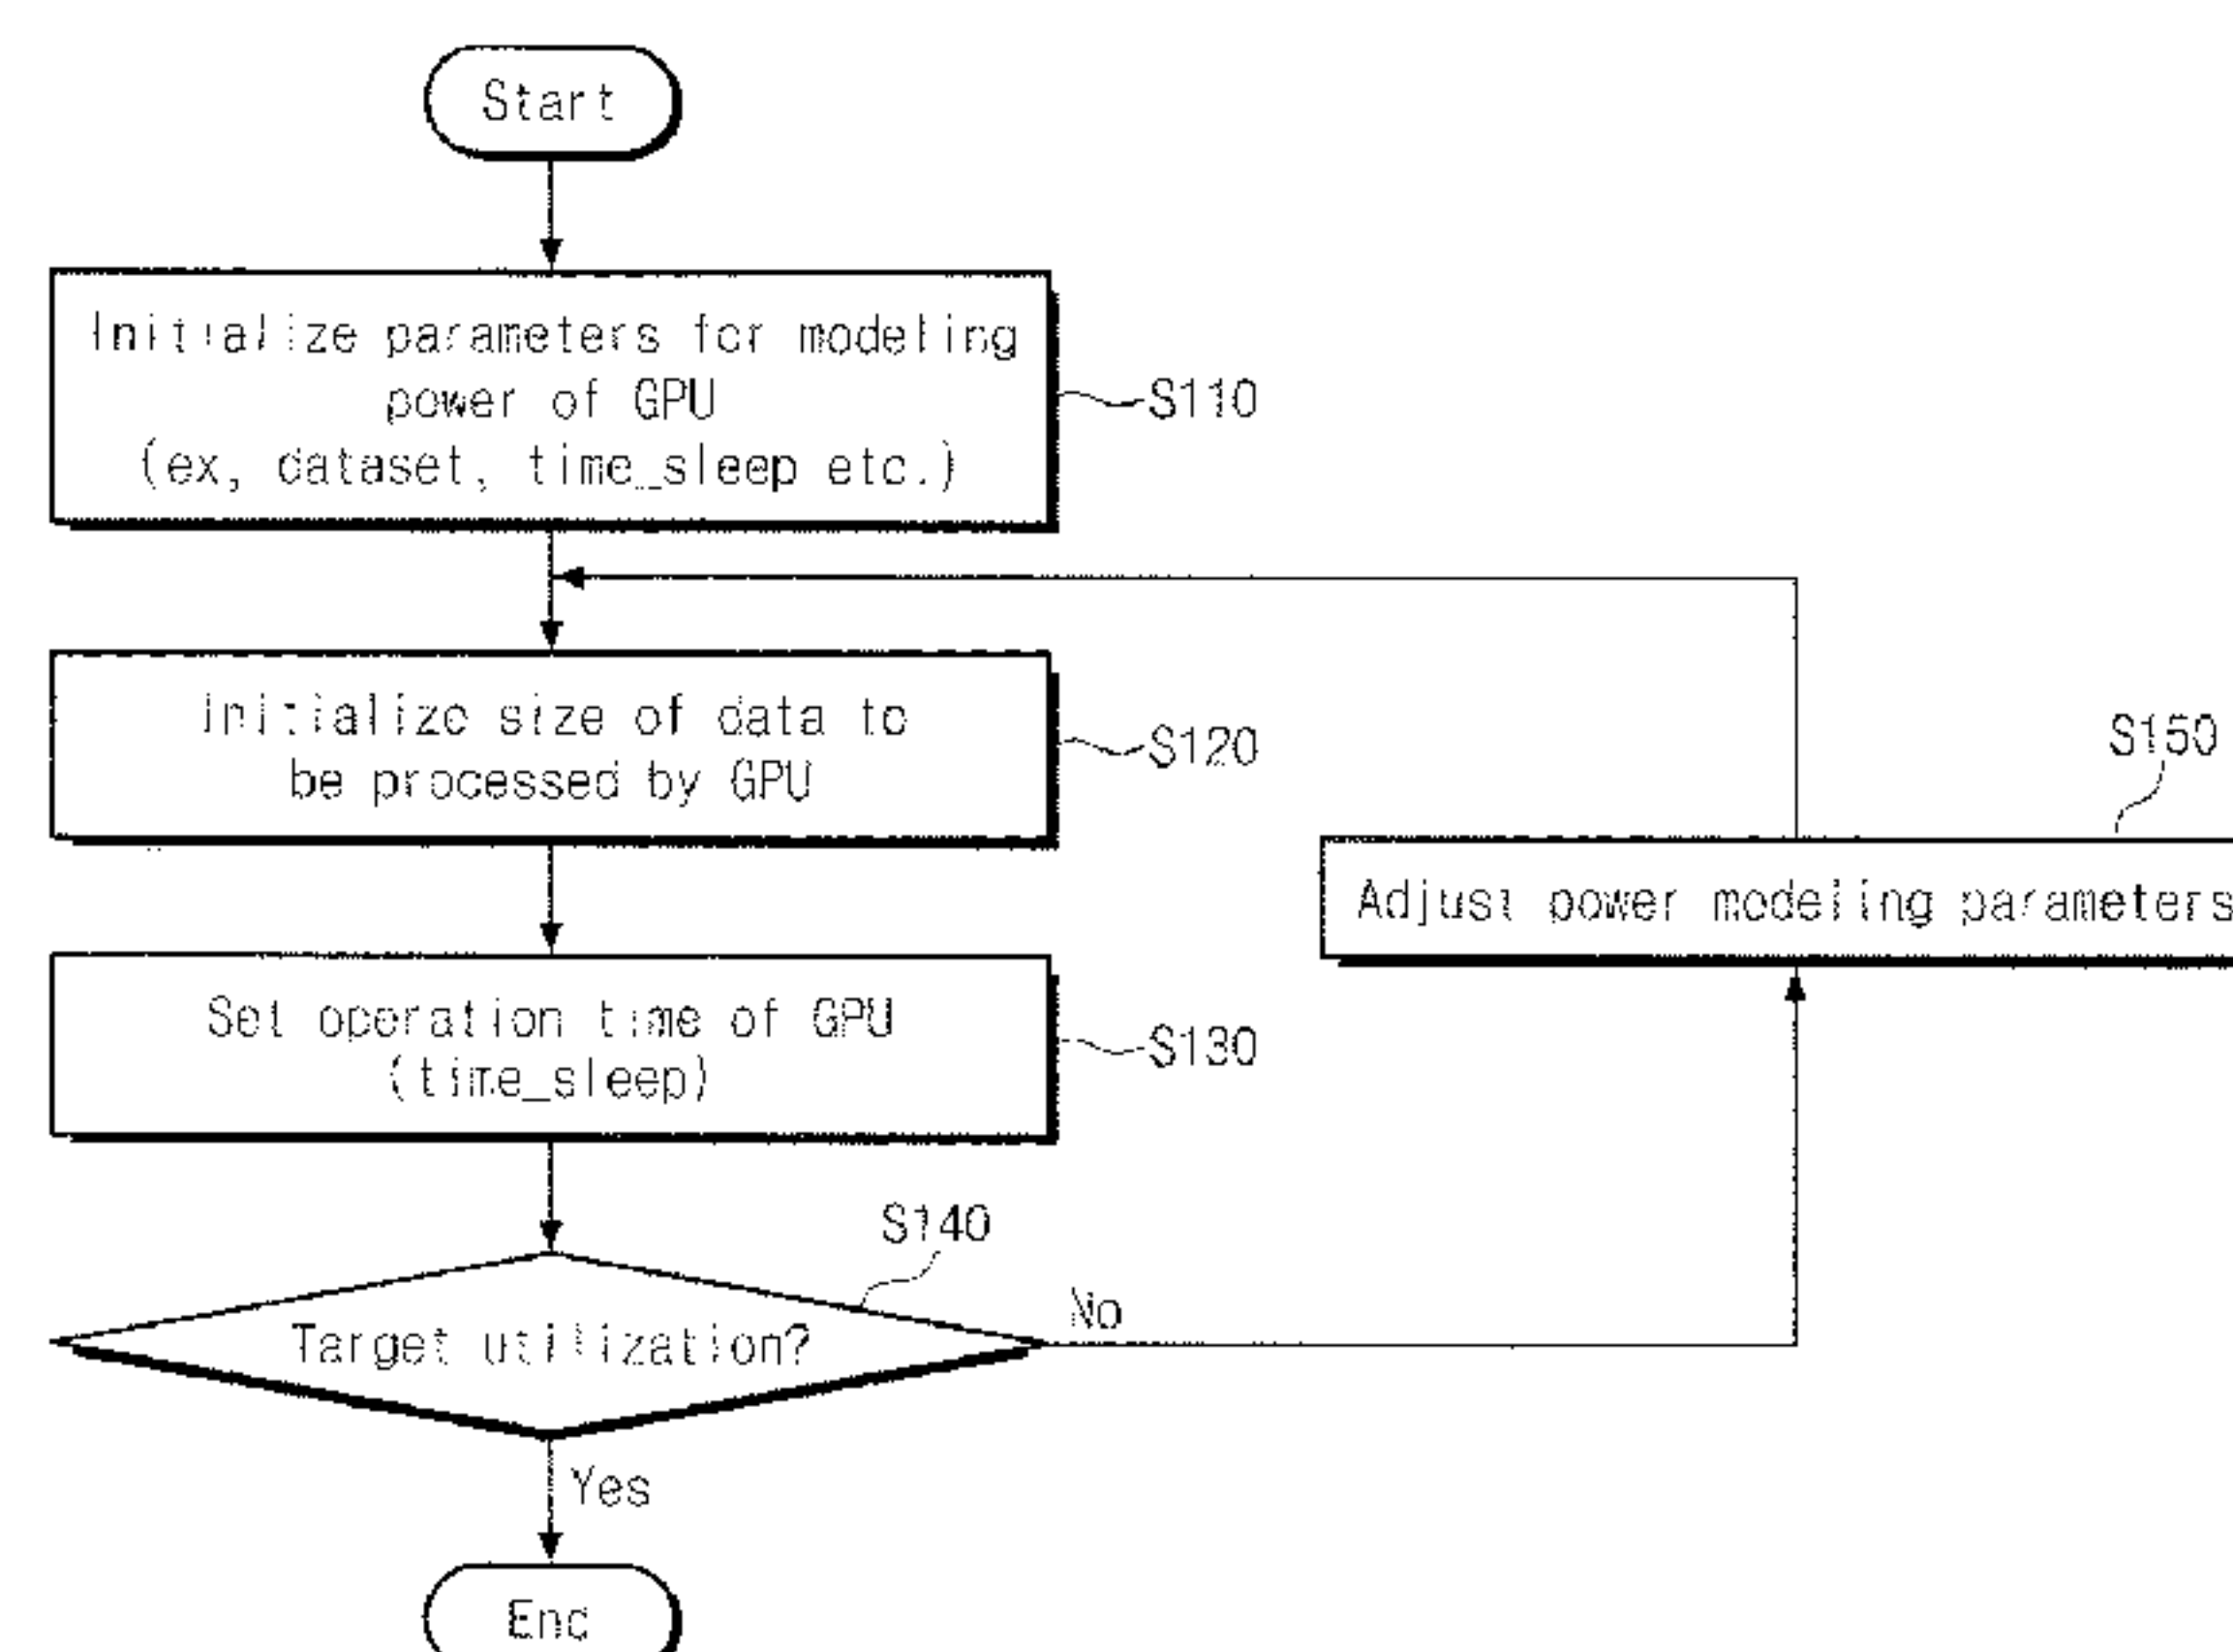 Start
Initialize parameters for modeling
power of GPU
(ex, dataset, time_sleep etc.)
S110
Initialize size of data to
be processed by GPU
S120
S150
Adjust power modeling parameters
Set operation time of GPU
(time_sleep)
S130
S140
No
Target utilization?
Yes
End